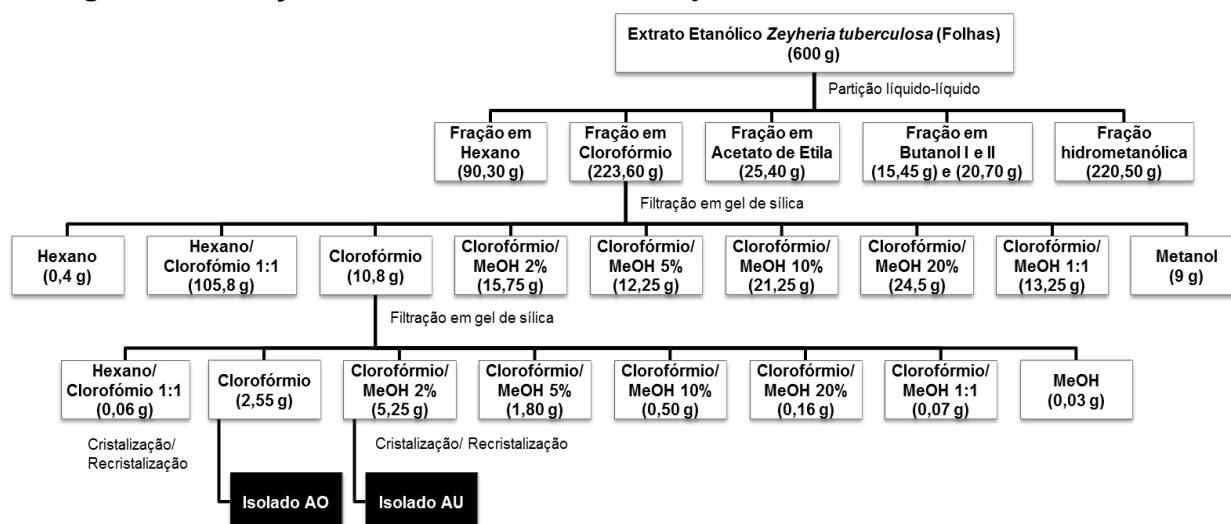 Extrato Etanólico Zeyheria tuberculosa (Folhas)
(600 g)
Partição líquido-líquido
Fração em
Hexano
(90,30 g)
Fração em
Clorofórmio
(223,60 g)
Fração em
Acetato de Etila
(25,40 g)
Fração em
Butanol I e II
(15,45 g) e (20,70 g)
Fração
hidrometanólica
(220,50 g)
Filtração em gel de sílica
Hexano
(0,4 g)
Hexano/
Clorofómio 1:1
(105,8 g)
Clorofórmio
(10,8 g)
Clorofórmio/
MeOH 2%
(15,75 g)
Clorofórmio/
MeOH 5%
(12,25 g)
Clorofórmio/
MeOH 10%
(21,25 g)
Clorofórmio/
MeOH 20%
(24,5 g)
Clorofórmio/
MeOH 1:1
(13,25 g)
Metanol
(9 g)
Filtração em gel de sílica
Hexano/
Clorofómio 1:1
(0,06 g)
Clorofórmio
(2,55 g)
Clorofórmio/
MeOH 2%
(5,25 g)
Clorofórmio/
MeOH 5%
(1,80 g)
Clorofórmio/
MeOH 10%
(0,50 g)
Clorofórmio/
MeOH 20%
(0,16 g)
Clorofórmio/
MeOH 1:1
(0,07 g)
MeOH
(0,03 g)
Cristalização/
Recristalização
Cristalização/ Recristalização
Isolado AO
Isolado AU